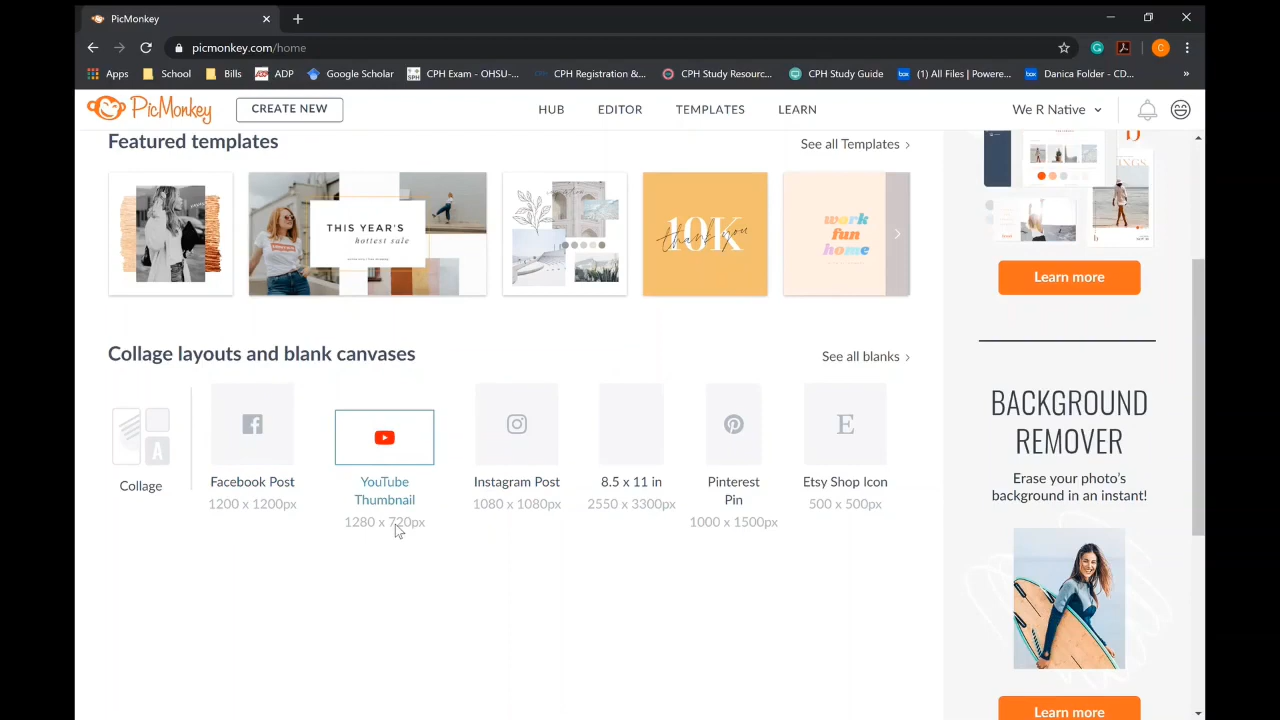 PicMonkey
picmonkey.com/home
C
Apps
School
Bills
ADP
Google Scholar
CPH Exam - OHSU-...
CPH Registration &...
CPH Study Resourc...
CPH Study Guide
(1) All Files | Powere...
Danica Folder - CD...
»
PicMonkey
CREATE NEW
HUB
EDITOR
TEMPLATES
LEARN
We R Native
Featured templates
See all Templates
THIS YEAR'S
hottest sale
10K
thank you
work
fun
home
Learn more
Collage layouts and blank canvases
See all blanks
Collage
Facebook Post
1200 x 1200px
YouTube
Thumbnail
1280 x 720px
Instagram Post
1080 x 1080px
8.5 x 11 in
2550 x 3300px
Pinterest
Pin
1000 x 1500px
Etsy Shop Icon
500 x 500px
BACKGROUND
REMOVER
Erase your photo's
background in an instant!
Learn more